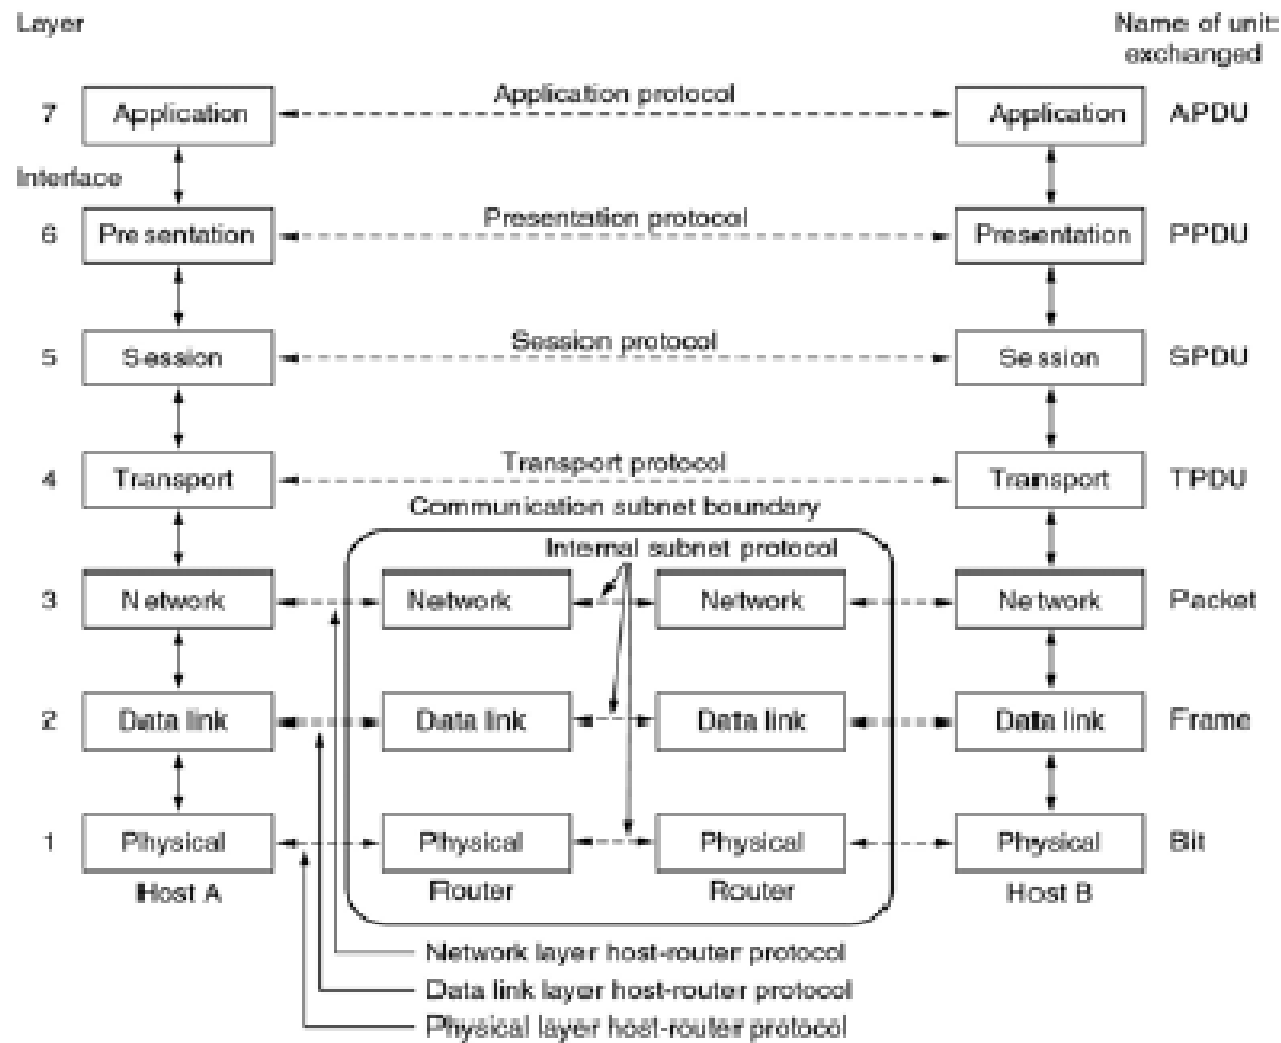 Layer
Name of unit
exchanged
7 Application Application protocol Application APDU
Interface
6 Presentation Presentation protocol Presentation PPDU
5 Session Session protocol Session SPDU
4 Transport Transport protocol Transport TPDU
Communication subnet boundary
Internal subnet protocol
3 Network Network Network Network Packet
2 Data link Data link Data link Data link Frame
1 Physical Physical Physical Physical Bit
Host A Router Router Host B
Network layer host-router protocol
Data link layer host-router protocol
Physical layer host-router protocol